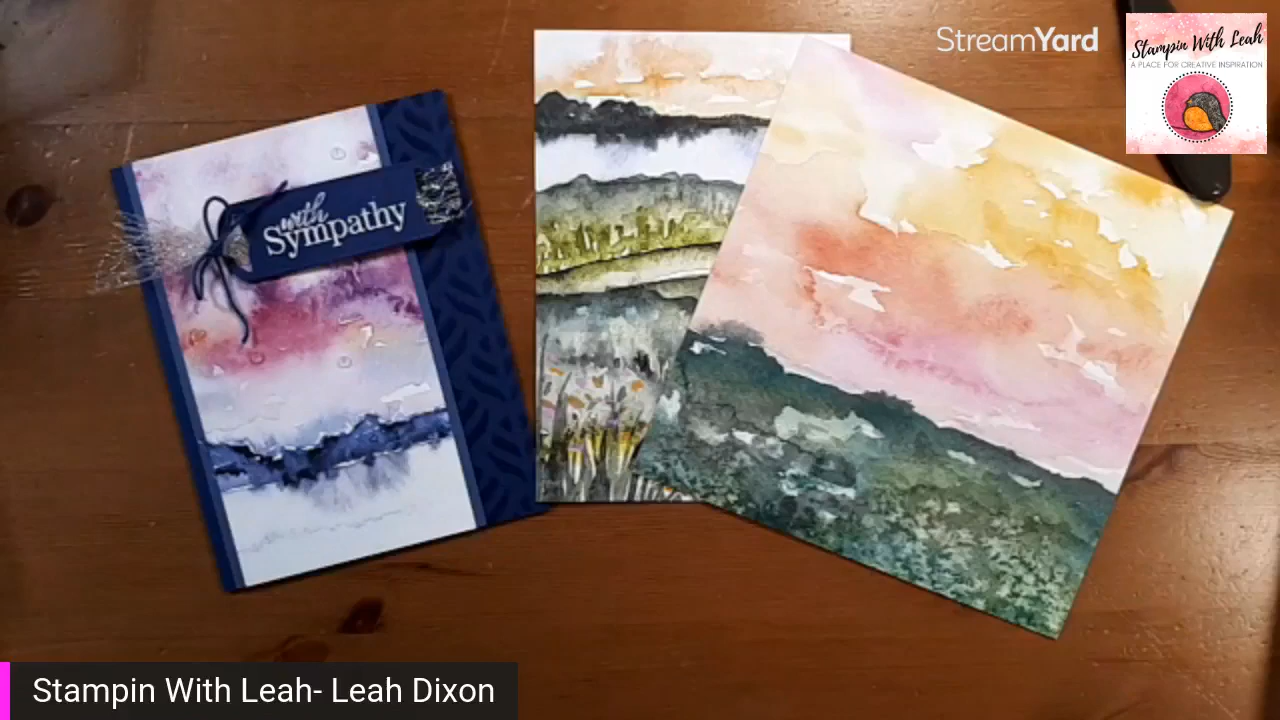 StreamYard
Stampin With Leah
A PLACE FOR CREATIVE INSPIRATION
with
Sympathy
Stampin With Leah- Leah Dixon